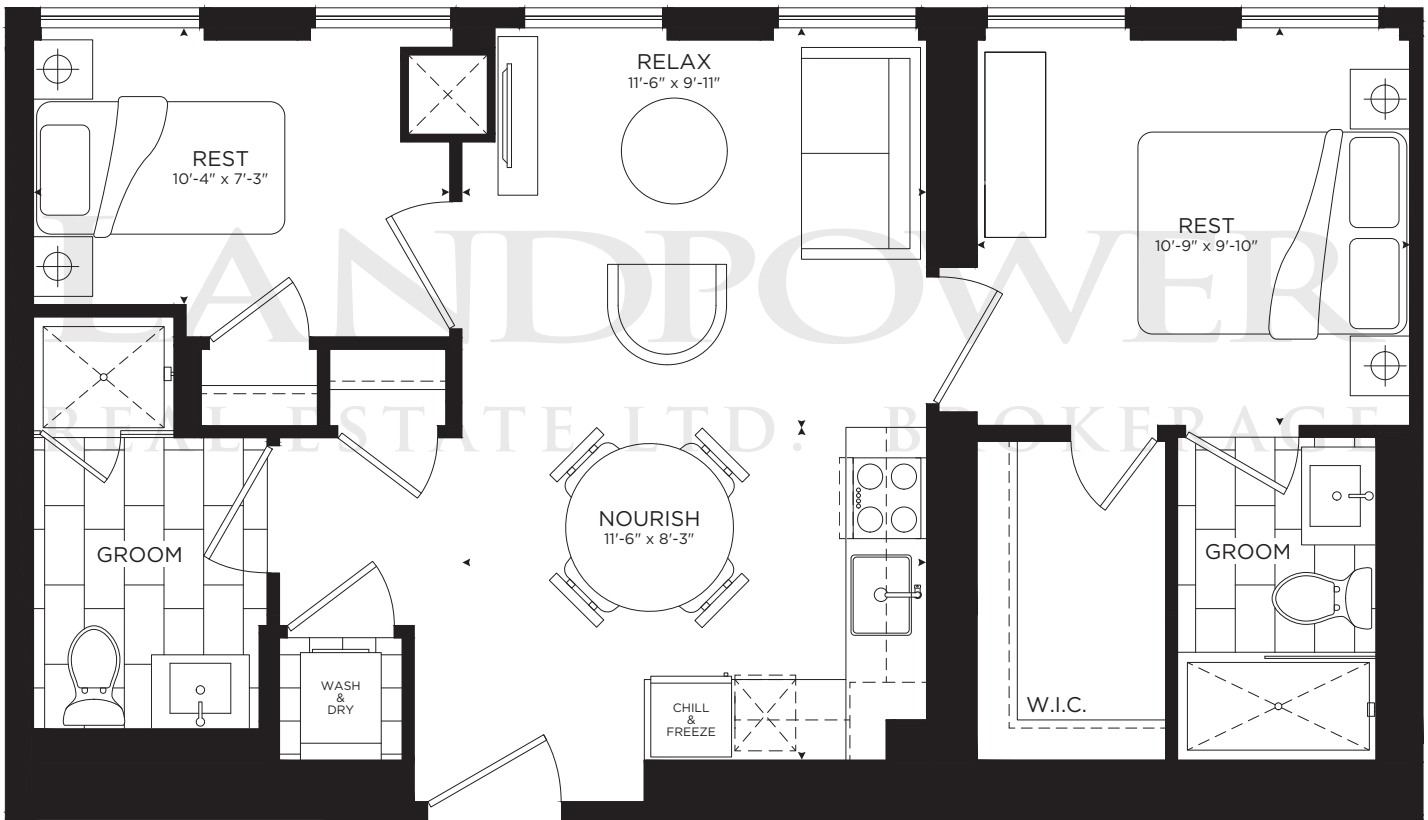 RELAX
11'-6" x 9'-11"
REST
10'-4" x 7'-3"
REST
10'-9" x 9'-10"
LANDPOWER
REAL ESTATE LTD. BROKERAGE
NOURISH
11'-6" x 8'-3"
GROOM
GROOM
WASH
&
DRY
CHILL
&
FREEZE
W.I.C.